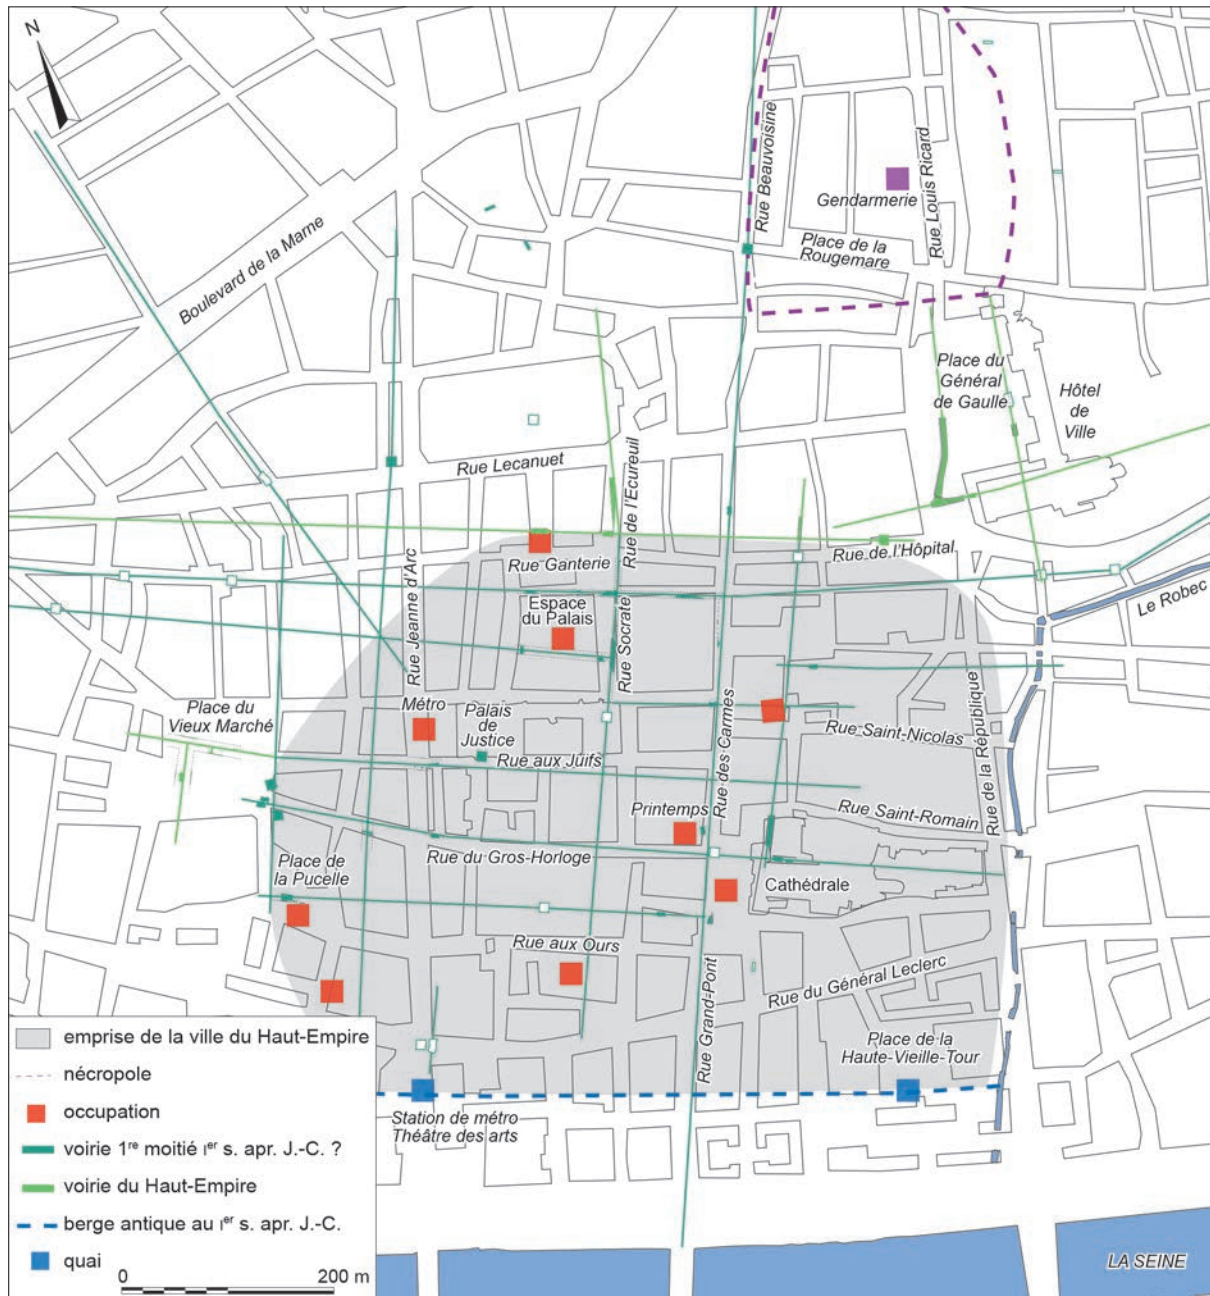 N
Boulevard de la Marne
Rue Beauvoisine
Gendarmerie
Rue Louis Ricard
Place de la
Rougemare
Place du
Général
de Gaulle
Hôtel
de
Ville
Rue Lecanuet
Rue de l'Ecureuil
Rue Ganterie
Rue de l'Hôpital
Rue Jeanne d'Arc
Espace
du Palais
Rue Socrate
Le Robec
Place du
Vieux Marché
Métro
Palais
de
Justice
Rue aux Juifs
Rue des Carmes
Rue Saint-Nicolas
Rue de la République
Printemps
Rue Saint-Romain
Rue du Gros-Horloge
Place de
la Pucelle
Cathédrale
Rue aux Ours
Rue du Général Leclerc
Rue Grand-Pont
Place de la
Haute-Vieille-Tour
Station de métro
Théâtre des arts
LA SEINE
emprise de la ville du Haut-Empire
nécropole
occupation
voirie 1re moitié Ier s. apr. J.-C. ?
voirie du Haut-Empire
berge antique au Ier s. apr. J.-C.
quai
0 200 m